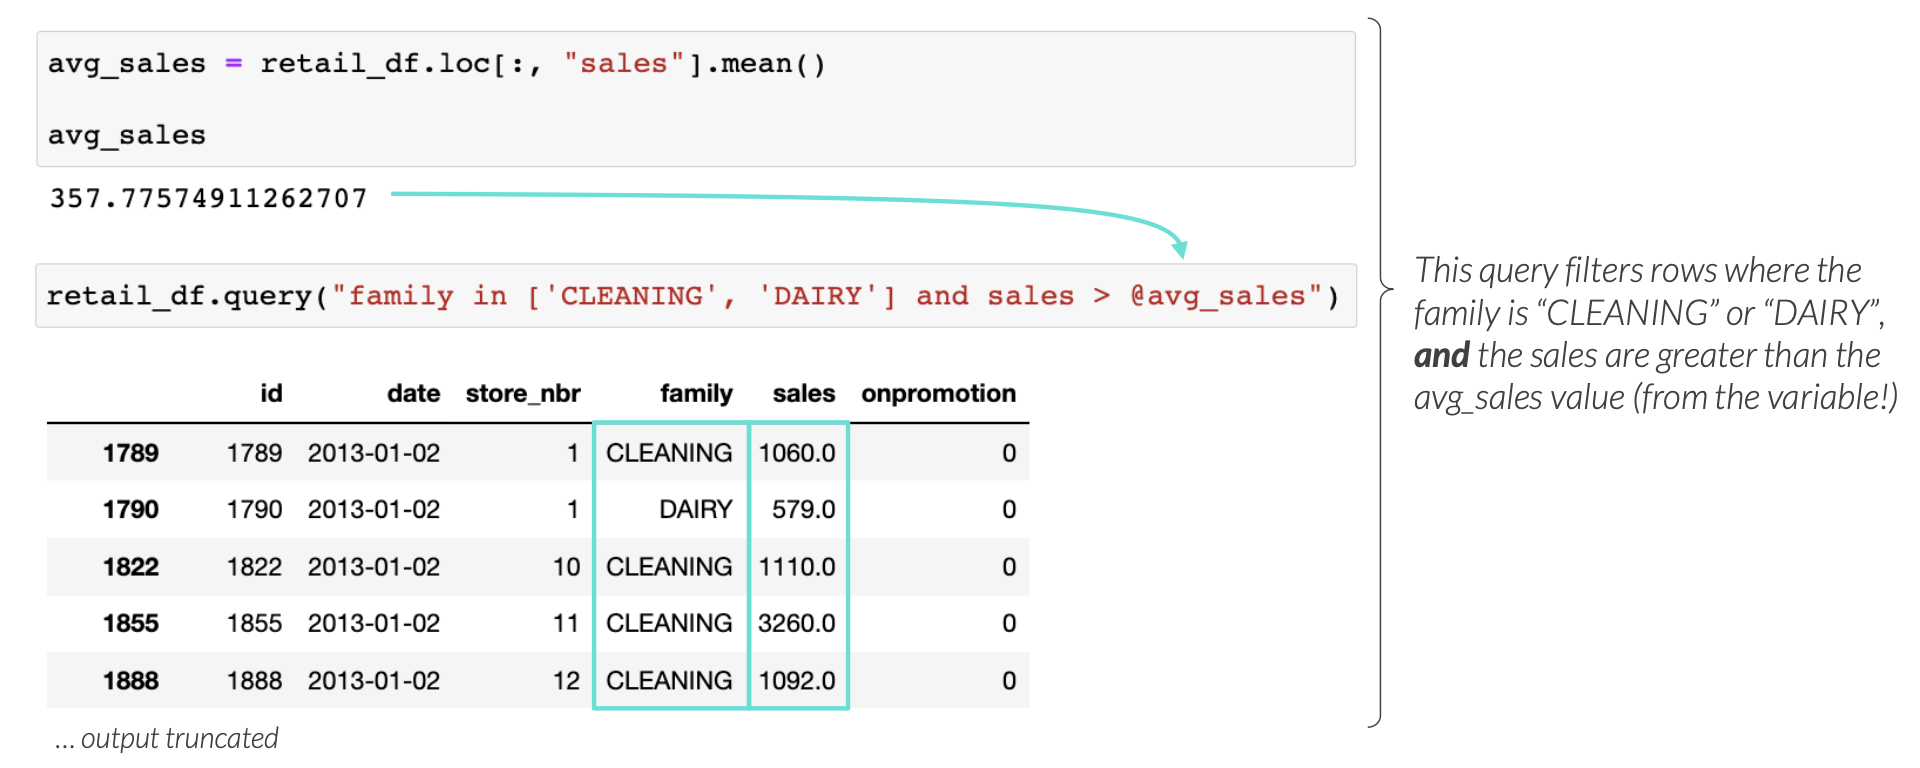 avg_sales = retail_df.loc[:, "sales"].mean()
avg_sales
357.77574911262707
retail_df.query("family in ['CLEANING', 'DAIRY'] and sales > @avg_sales")
id date store_nbr family sales onpromotion
1789 1789 2013-01-02 1 CLEANING 1060.0 0
1790 1790 2013-01-02 1 DAIRY 579.0 0
1822 1822 2013-01-02 10 CLEANING 1110.0 0
1855 1855 2013-01-02 11 CLEANING 3260.0 0
1888 1888 2013-01-02 12 CLEANING 1092.0 0
... output truncated
This query filters rows where the
family is “CLEANING” or “DAIRY”,
and the sales are greater than the
avg_sales value (from the variable!)